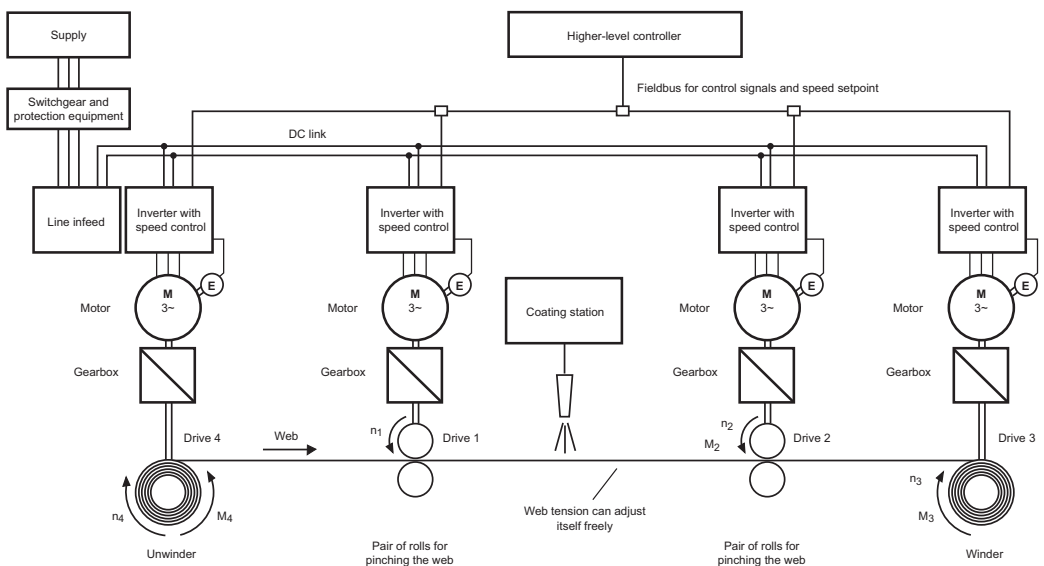 Supply
Higher-level controller
Switchgear and
protection equipment
Fieldbus for control signals and speed setpoint
DC link
Line infeed
Inverter with
speed control
Inverter with
speed control
Inverter with
speed control
Inverter with
speed control
E
E
E
E
Motor
M
3~
Motor
M
3~
Coating station
Motor
M
3~
Motor
M
3~
Gearbox
Gearbox
Gearbox
Gearbox
Drive 4
Web
n1
Drive 1
n2
M2
Drive 2
Drive 3
n4
M4
Web tension can adjust
itself freely
n3
M3
Unwinder
Pair of rolls for
pinching the web
Pair of rolls for
pinching the web
Winder